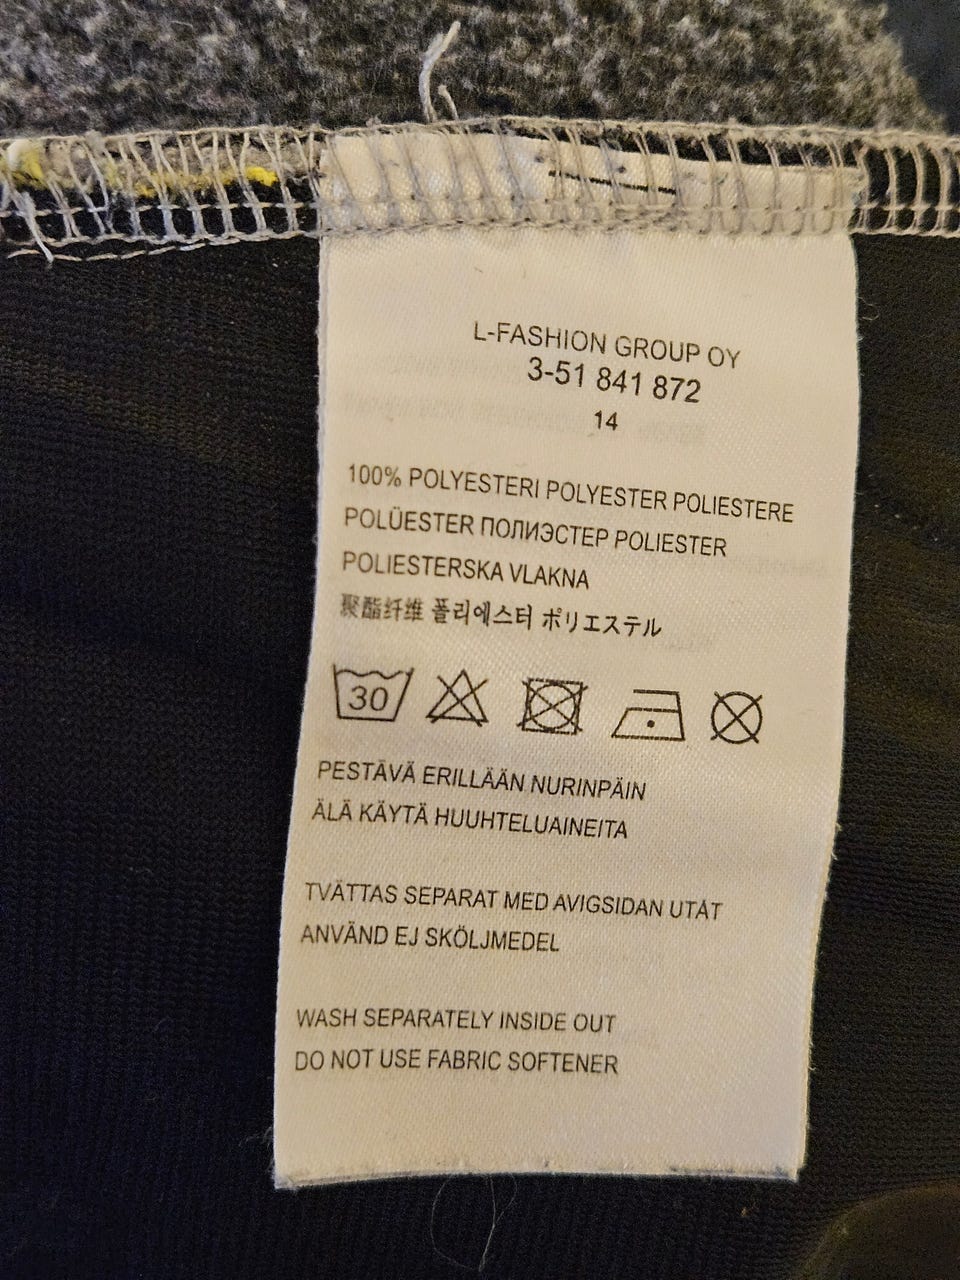 L-FASHION GROUP OY
3-51 841 872
14
100% POLYESTERI POLYESTER POLIESTERE
POLÜESTER ПОЛИЭСТЕР POLIESTER
POLIESTERSKA VLAKNA
聚酯纤维 폴리에스터 ポリエステル
30
PESTÄVÄ ERILLÄÄN NURINPÄIN
ÄLÄ KÄYTÄ HUUHTELUAINEITA
TVÄTTAS SEPARAT MED AVIGSIDAN UTÅT
ANVÄND EJ SKÖLJMEDEL
WASH SEPARATELY INSIDE OUT
DO NOT USE FABRIC SOFTENER